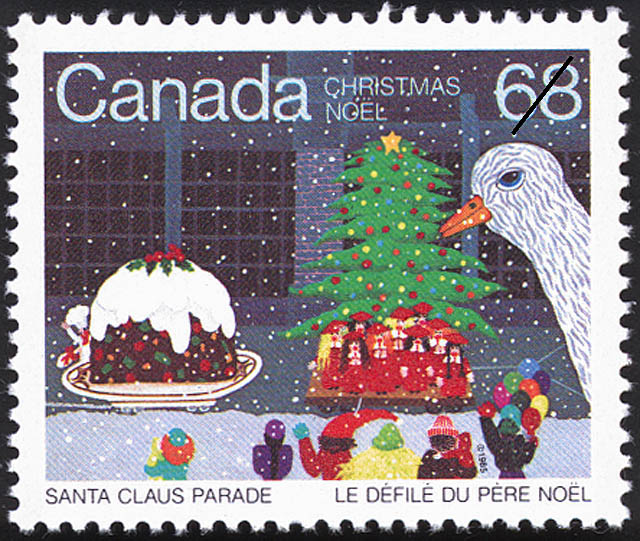 Canada
CHRISTMAS
NOËL
68
©1985
SANTA CLAUS PARADE
LE DÉFILÉ DU PÈRE NOËL